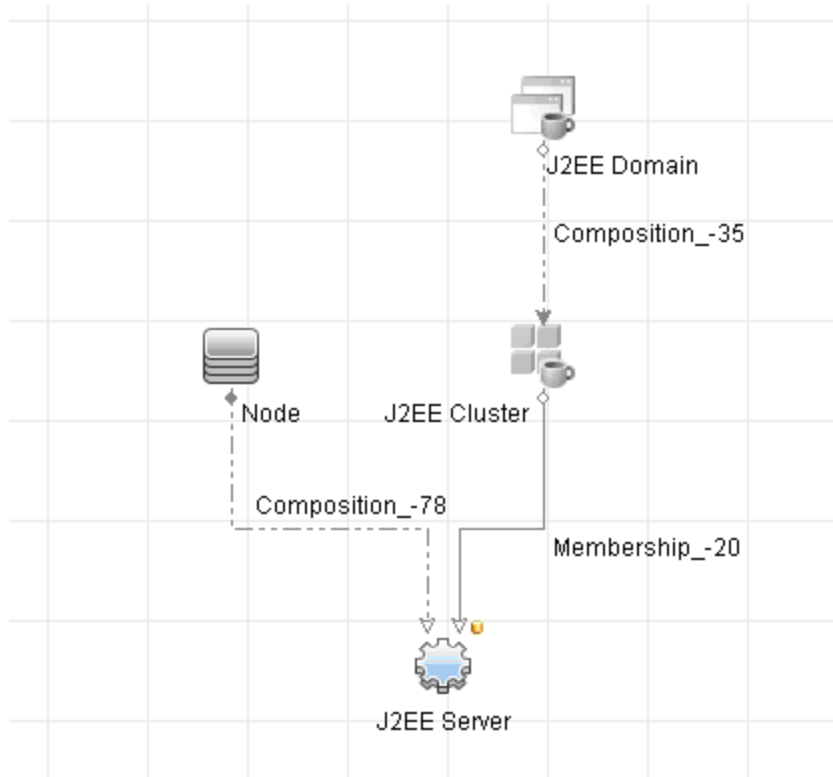 J2EE Domain
Composition_-35
Node
J2EE Cluster
Composition_-78
Membership_-20
J2EE Server